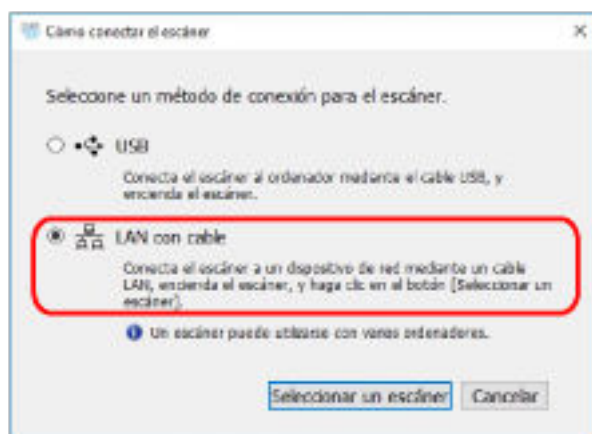 Cómo conectar el escáner
Seleccione un método de conexión para el escáner.
USB
Conecta el escáner al ordenador mediante el cable USB, y
encienda el escáner.
LAN con cable
Conecta el escáner a un dispositivo de red mediante un cable
LAN, encienda el escáner, y haga clic en el botón [Seleccionar un
escáner].
Un escáner puede utilizarse con varios ordenadores.
Seleccionar un escáner Cancelar